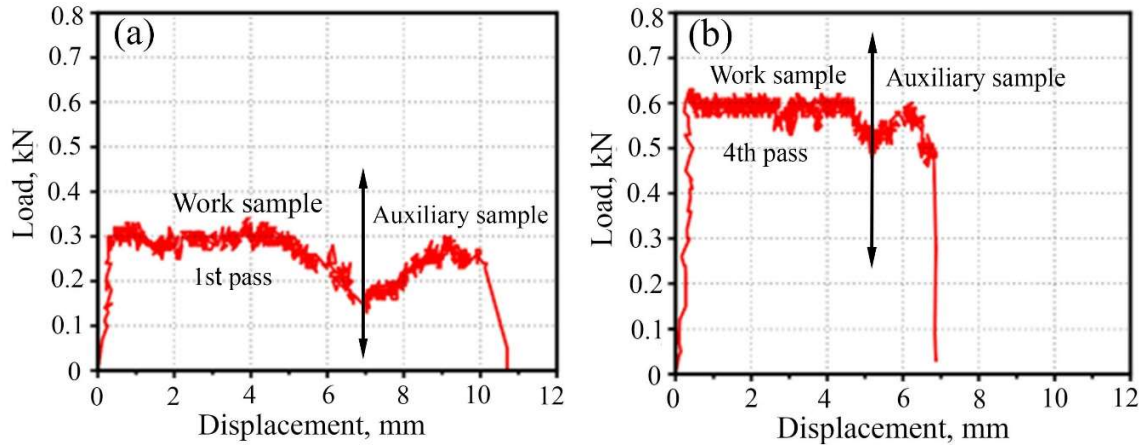 (a)
0.8
0.7
0.6
0.5
0.4
0.3
0.2
0.1
0
Load, kN
Work sample
Auxiliary sample
1st pass
0 2 4 6 8 10 12
Displacement, mm
(b)
0.8
0.7
0.6
0.5
0.4
0.3
0.2
0.1
0
Load, kN
Work sample
Auxiliary sample
4th pass
0 2 4 6 8 10 12
Displacement, mm